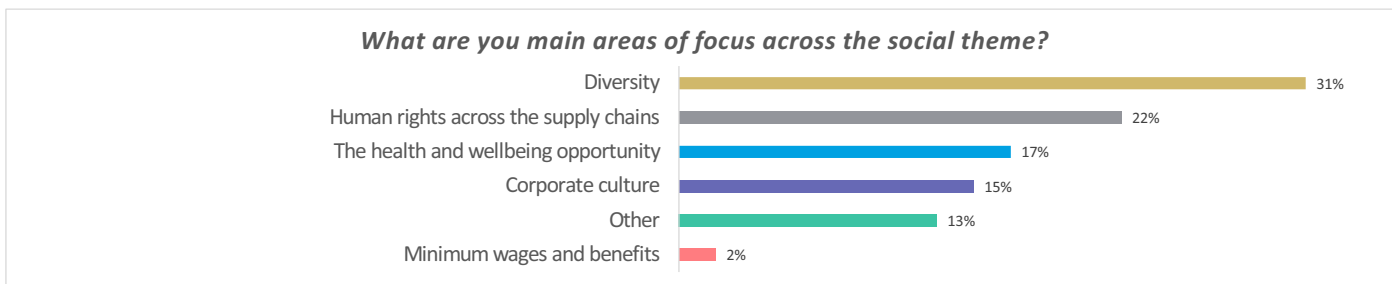 What are you main areas of focus across the social theme?
Diversity 31%
Human rights across the supply chains 22%
The health and wellbeing opportunity 17%
Corporate culture 15%
Other 13%
Minimum wages and benefits 2%